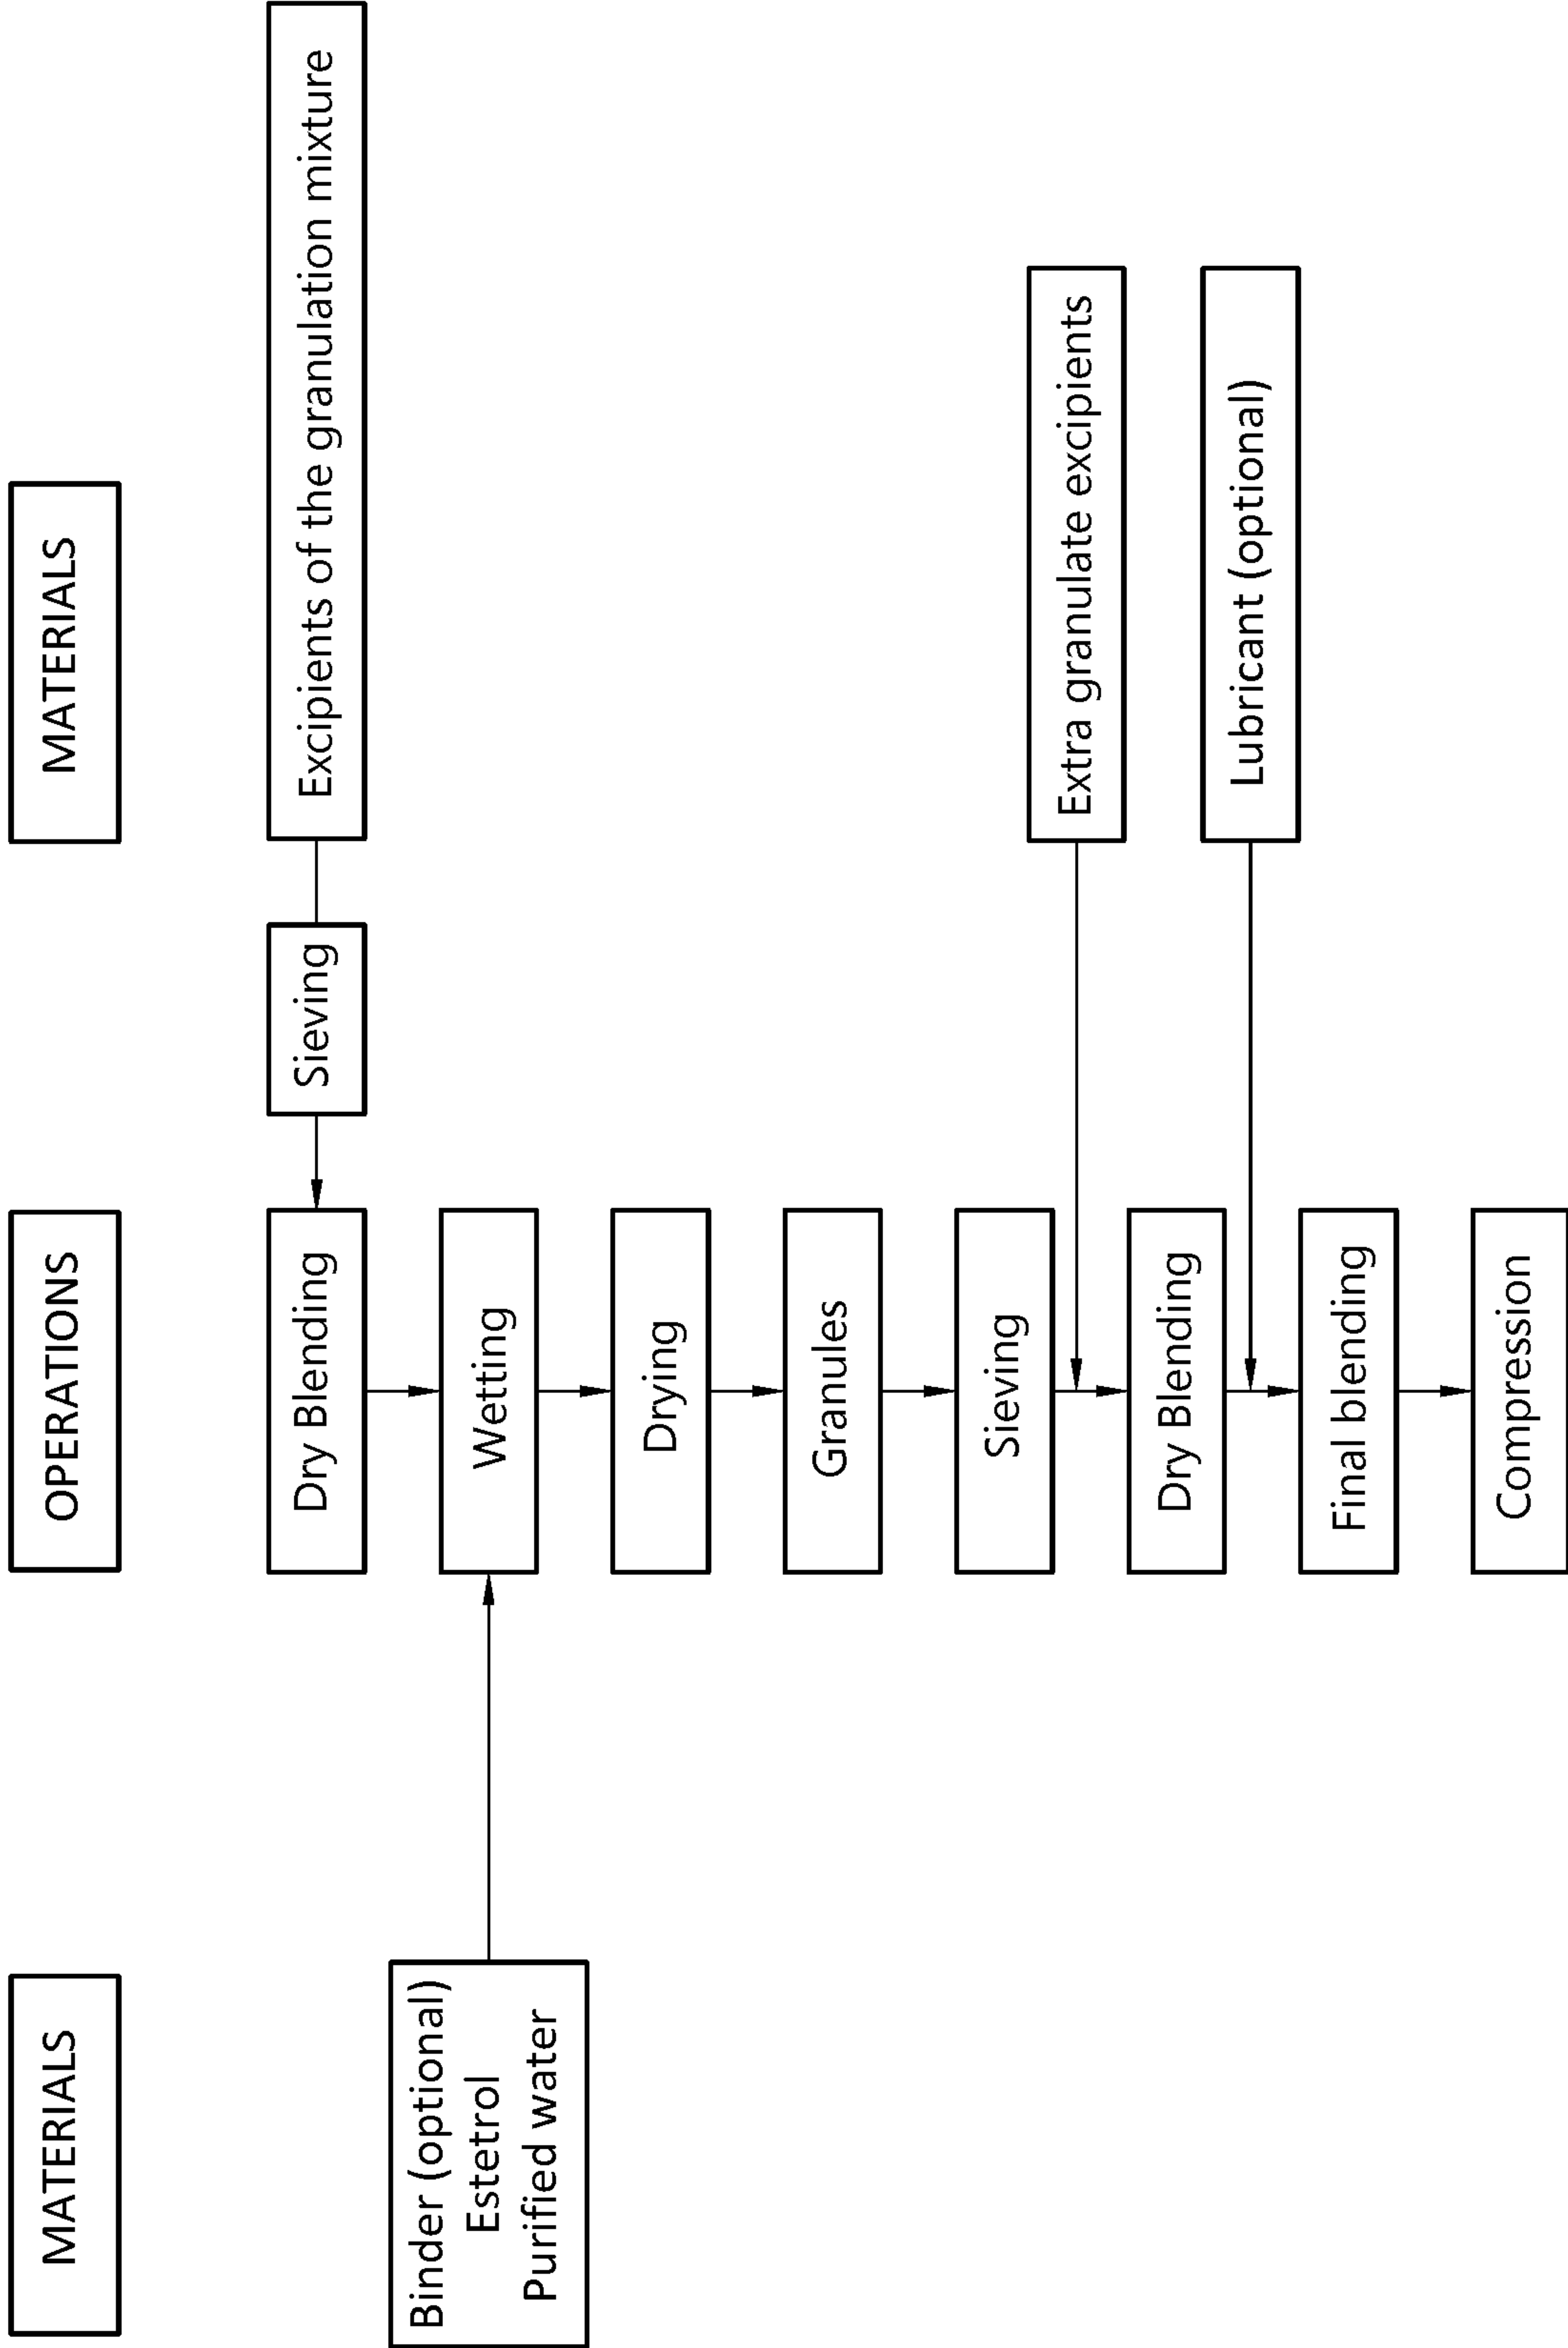 MATERIALS
OPERATIONS
MATERIALS
Dry Blending
Sieving
Excipients of the granulation mixture
Binder (optional)
Estetrol
Purified water
Wetting
Drying
Granules
Sieving
Extra granulate excipients
Dry Blending
Lubricant (optional)
Final blending
Compression